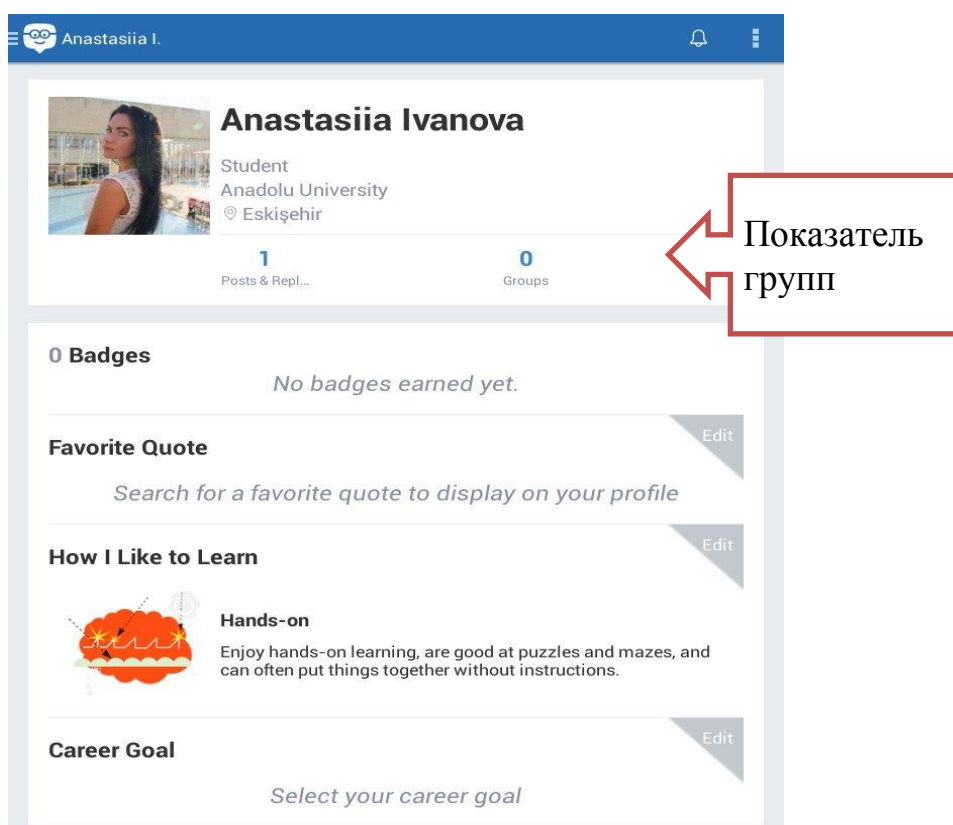 Anastasiia I.
Anastasiia Ivanova
Student
Anadolu University
Eskişehir
1
Posts & Repl...
0
Groups
Показатель
групп
0 Badges
No badges earned yet.
Edit
Favorite Quote
Search for a favorite quote to display on your profile
Edit
How I Like to Learn
Hands-on
Enjoy hands-on learning, are good at puzzles and mazes, and
can often put things together without instructions.
Edit
Career Goal
Select your career goal